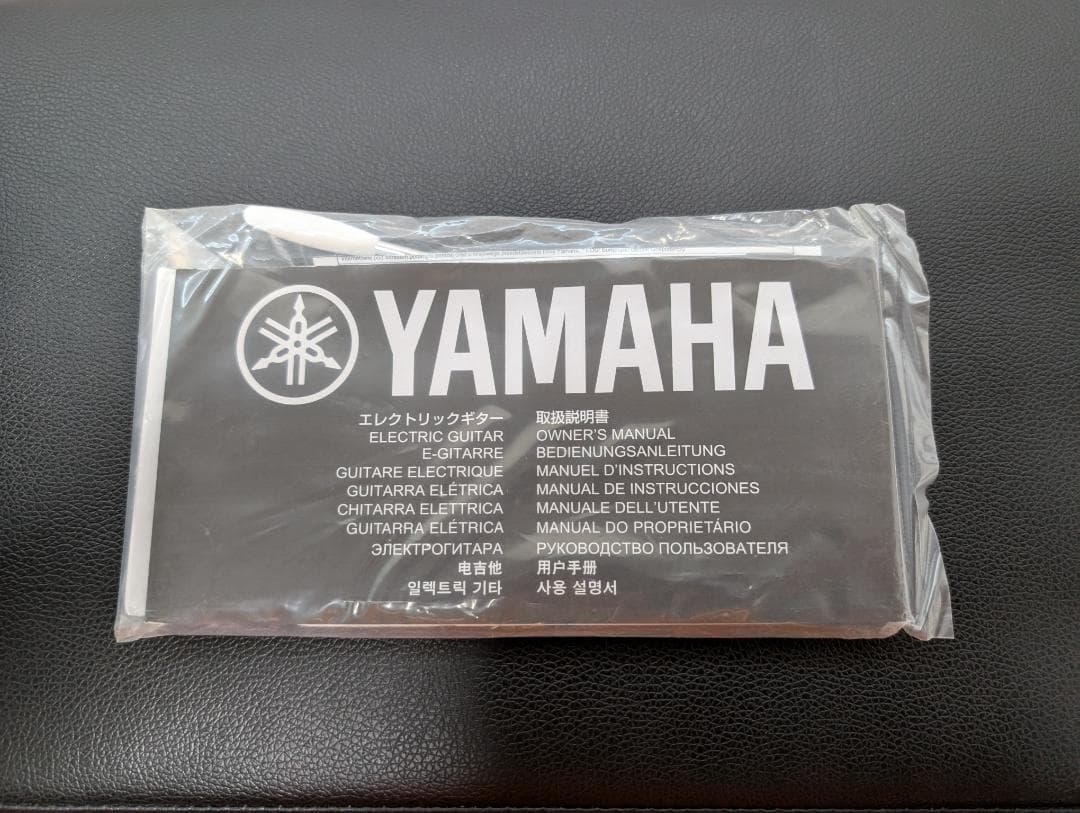 YAMAHA
エレクトリックギター 取扱説明書
ELECTRIC GUITAR OWNER'S MANUAL
E-GITARRE BEDIENUNGSANLEITUNG
GUITARE ELECTRIQUE MANUEL D'INSTRUCTIONS
GUITARRA ELÉTRICA MANUAL DE INSTRUCCIONES
CHITARRA ELETTRICA MANUALE DELL'UTENTE
GUITARRA ELÉTRICA MANUAL DO PROPRIETÁRIO
ЭЛЕКТРОГИТАРА РУКОВОДСТВО ПОЛЬЗОВАТЕЛЯ
电吉他 用户手册
일렉트릭 기타 사용 설명서